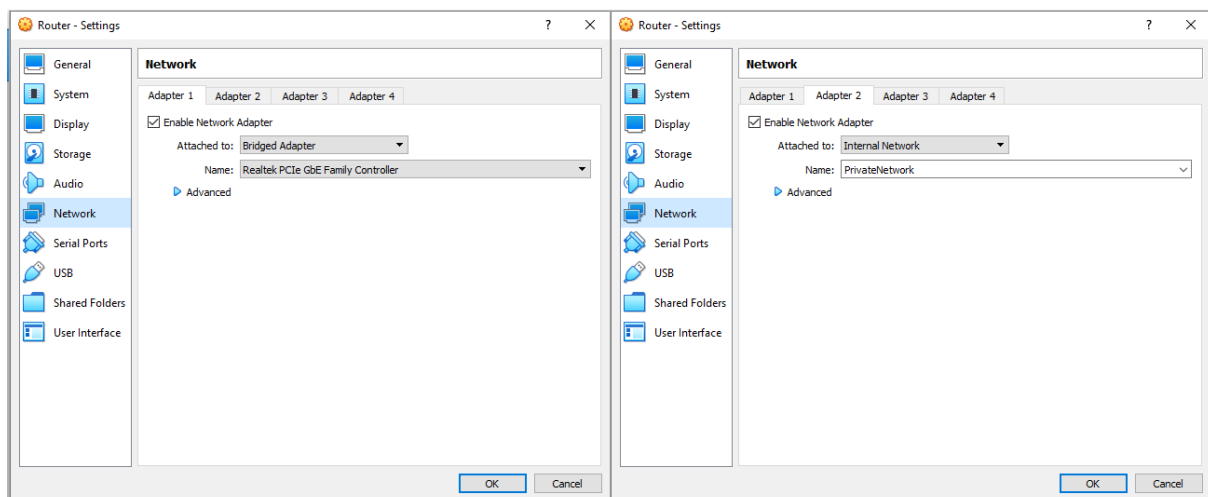 Router - Settings ? ×
General
System
Display
Storage
Audio
Network
Serial Ports
USB
Shared Folders
User Interface
Network
Adapter 1 Adapter 2 Adapter 3 Adapter 4
Enable Network Adapter
Attached to: Bridged Adapter
Name: Realtek PCIe GbE Family Controller
Advanced
OK Cancel
Router - Settings ? ×
General
System
Display
Storage
Audio
Network
Serial Ports
USB
Shared Folders
User Interface
Network
Adapter 1 Adapter 2 Adapter 3 Adapter 4
Enable Network Adapter
Attached to: Internal Network
Name: PrivateNetwork
Advanced
OK Cancel